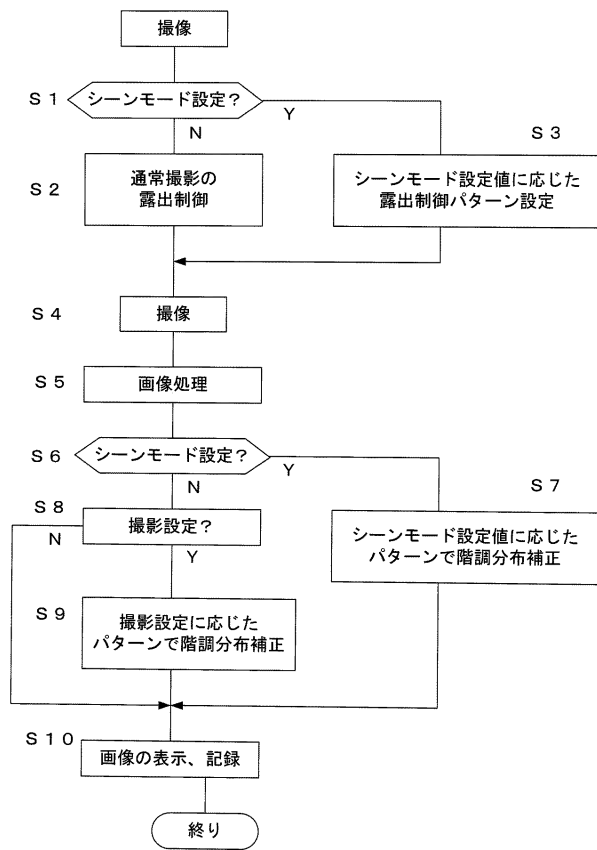 撮像
S1
シーンモード設定？
Y
N
S3
S2
通常撮影の
露出制御
シーンモード設定値に応じた
露出制御パターン設定
S4
撮像
S5
画像処理
S6
シーンモード設定？
Y
N
S7
S8
撮影設定？
N
Y
シーンモード設定値に応じた
パターンで階調分布補正
S9
撮影設定に応じた
パターンで階調分布補正
S10
画像の表示、記録
終り